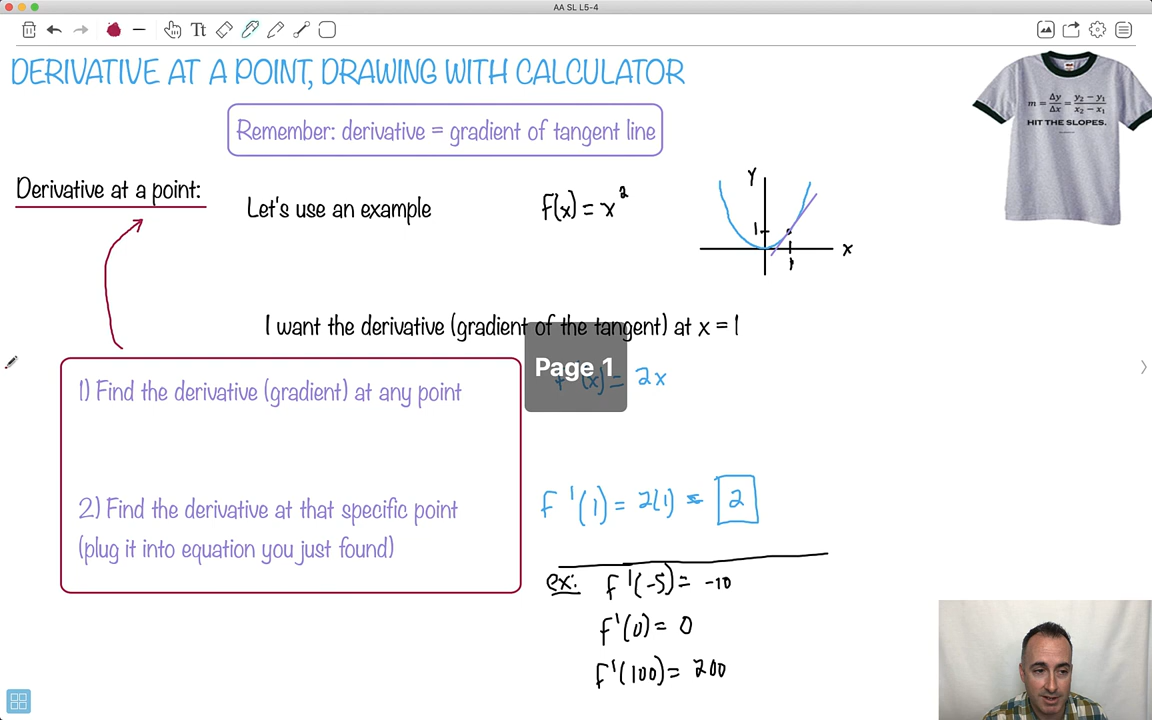 AA SL L5-4
Tt
DERIVATIVE AT A POINT, DRAWING WITH CALCULATOR
Remember: derivative = gradient of tangent line
m = Δy/Δx = y₂ − y₁/x₂ − x₁
HIT THE SLOPES.
Derivative at a point:
Let's use an example
f(x) = x²
y
1
x
1
I want the derivative (gradient of the tangent) at x = 1
Page 1
f'(x) = 2x
1) Find the derivative (gradient) at any point
2) Find the derivative at that specific point
(plug it into equation you just found)
f'(1) = 2(1) = 2
ex: f'(-5) = -10
f'(0) = 0
f'(100) = 200